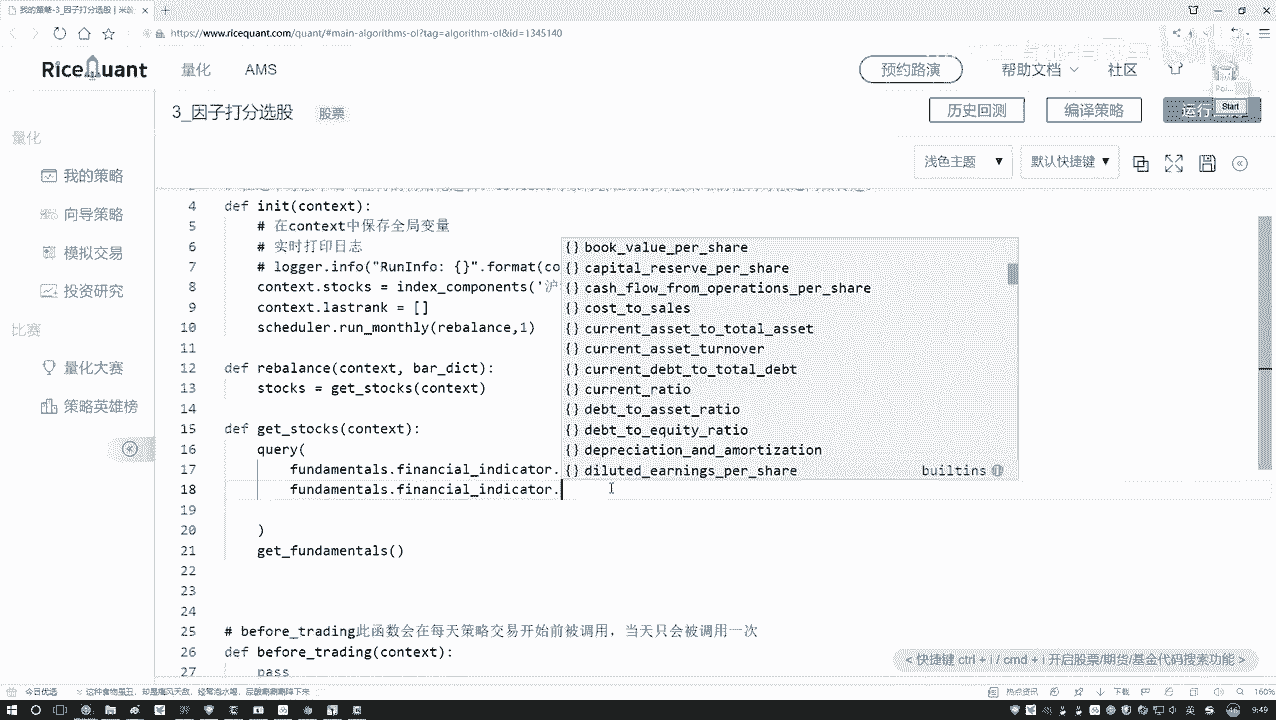 我的策略-3_因子打分选股 | 米
https://www.ricequant.com/quant/#main-algorithms-ol?tag=algorithm-ol&id=1345140
RiceQuant 量化 AMS 预约路演 帮助文档 社区
3_因子打分选股 股票 历史回测 编译策略 运行 Start
浅色主题 ▼ 默认快捷键 ▼
量化
我的策略
向导策略
模拟交易
投资研究
比赛
量化大赛
策略英雄榜
4 def init(context):
5 # 在context中保存全局变量
6 # 实时打印日志
7 # logger.info("RunInfo: {}".format(co
8 context.stocks = index_components('沪
9 context.lastrank = []
10 scheduler.run_monthly(rebalance,1)
11
12 def rebalance(context, bar_dict):
13 stocks = get_stocks(context)
14
15 def get_stocks(context):
16 query(
17 fundamentals.financial_indicator.
18 fundamentals.financial_indicator.
19
20 )
21 get_fundamentals()
22
23
24
25 # before_trading此函数会在每天策略交易开始前被调用，当天只会被调用一次
26 def before_trading(context):
27 pass
{} book_value_per_share
{} capital_reserve_per_share
{} cash_flow_from_operations_per_share
{} cost_to_sales
{} current_asset_to_total_asset
{} current_asset_turnover
{} current_debt_to_total_debt
{} current_ratio
{} debt_to_asset_ratio
{} debt_to_equity_ratio
{} depreciation_and_amortization
{} diluted_earnings_per_share builtins
< 快捷键 ctrl + i / cmd + i 开启股票/期货/基金代码搜索功能 >
今日优选
热点资讯 下载 160%
英 9:49